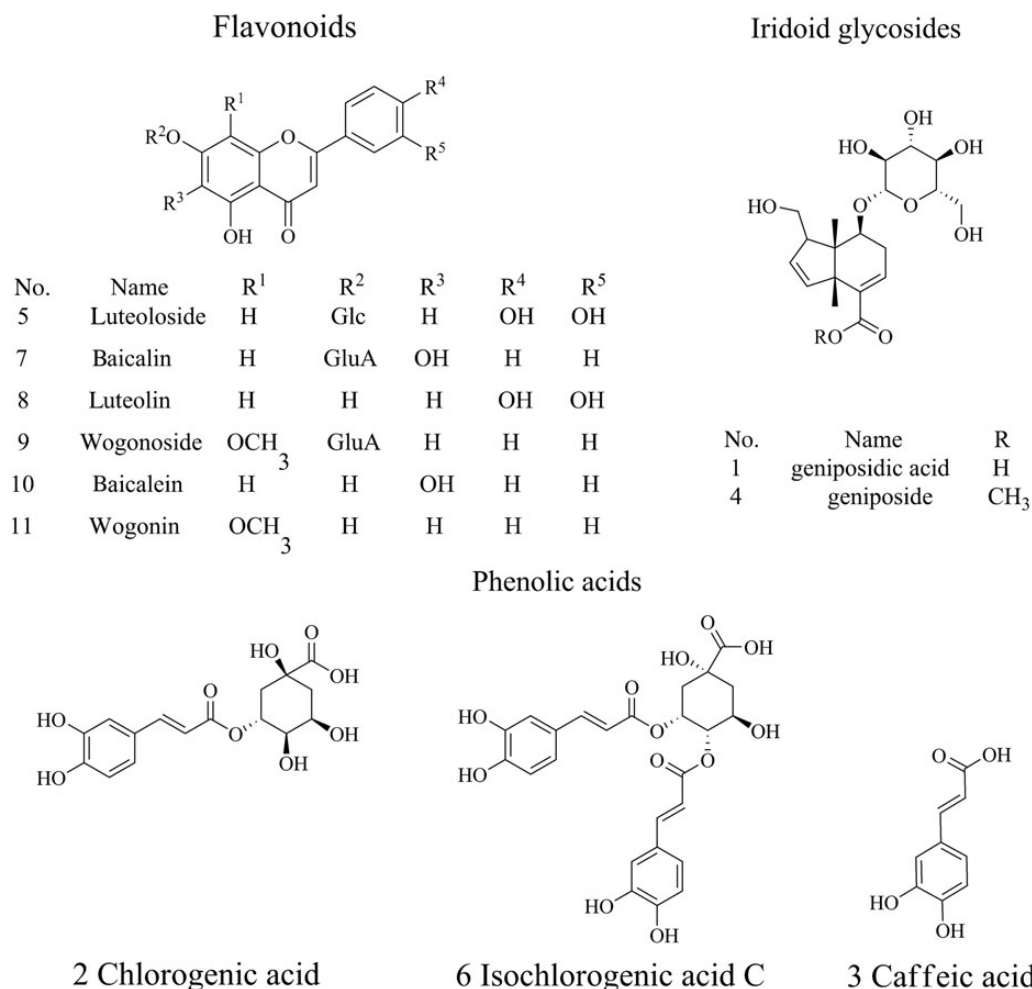 Flavonoids
Iridoid glycosides
R¹
R²O
R³
R⁴
R⁵
O
OH
O
OH
HO
HO
OH
O
O
HO
OH
RO
O
No. Name R¹ R² R³ R⁴ R⁵
5 Luteoloside H Glc H OH OH
7 Baicalin H GluA OH H H
8 Luteolin H H H OH OH
9 Wogonoside OCH₃ GluA H H H
10 Baicalein H H OH H H
11 Wogonin OCH₃ H H H H
No. Name R
1 geniposidic acid H
4 geniposide CH₃
Phenolic acids
HO
O
OH
O
O
HO
HO
OH
OH
O
OH
HO
O
O
HO
HO
OH
O
O
HO
OH
O
OH
HO
OH
2 Chlorogenic acid
6 Isochlorogenic acid C
3 Caffeic acid